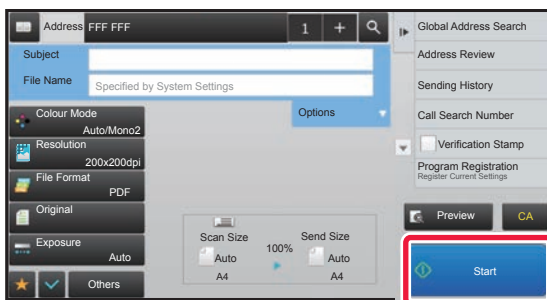 Address FFF FFF 1 +
Subject
File Name Specified by System Settings
Options
Colour Mode
Auto/Mono2
Resolution
200x200dpi
File Format
PDF
Original
Exposure
Auto
Others
Scan Size
Auto
A4
100%
Send Size
Auto
A4
Global Address Search
Address Review
Sending History
Call Search Number
Verification Stamp
Program Registration
Register Current Settings
Preview CA
Start